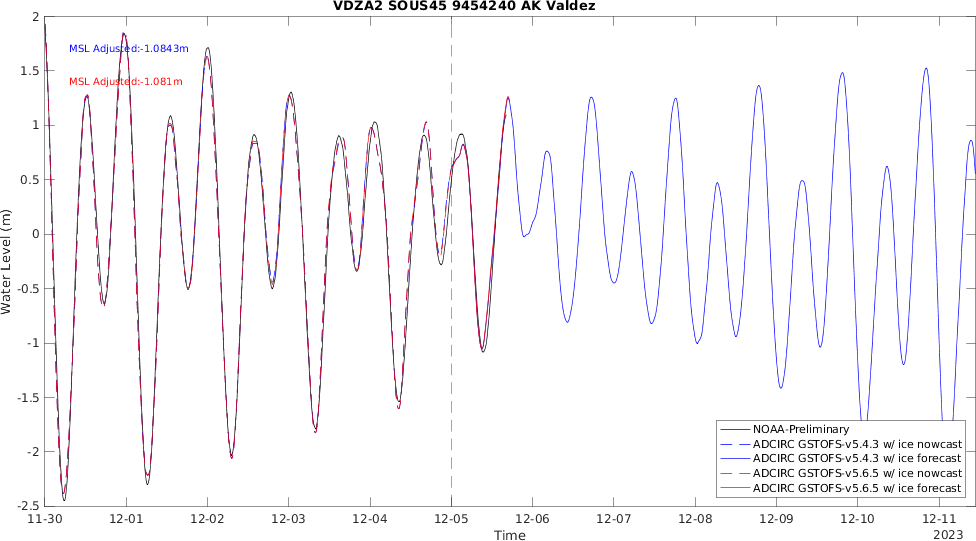 VDZA2 SOUS45 9454240 AK Valdez
MSL Adjusted:-1.0843m
MSL Adjusted:-1.081m
Water Level (m)
2
1.5
1
0.5
0
-0.5
-1
-1.5
-2
-2.5
NOAA-Preliminary
ADCIRC GSTOFS-v5.4.3 w/ ice nowcast
ADCIRC GSTOFS-v5.4.3 w/ ice forecast
ADCIRC GSTOFS-v5.6.5 w/ ice nowcast
ADCIRC GSTOFS-v5.6.5 w/ ice forecast
11-30 12-01 12-02 12-03 12-04 12-05 12-06 12-07 12-08 12-09 12-10 12-11
2023
Time